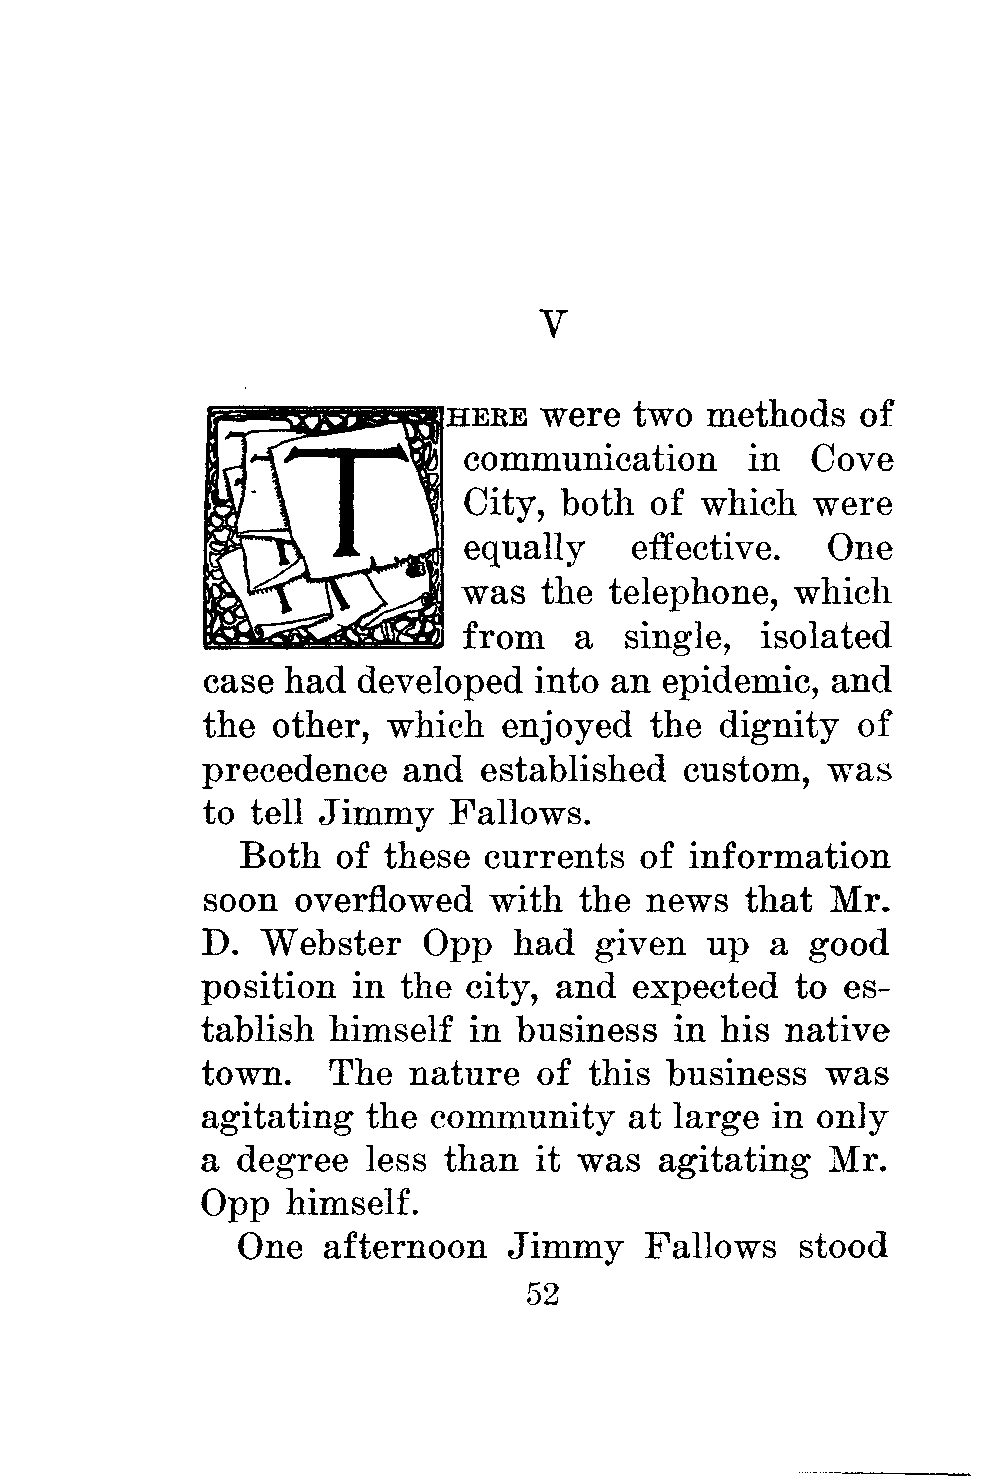 V
THERE were two methods of
communication in Cove
City, both of which were
equally effective. One
was the telephone, which
from a single, isolated
case had developed into an epidemic, and
the other, which enjoyed the dignity of
precedence and established custom, was
to tell Jimmy Fallows.
Both of these currents of information
soon overflowed with the news that Mr.
D. Webster Opp had given up a good
position in the city, and expected to es-
tablish himself in business in his native
town. The nature of this business was
agitating the community at large in only
a degree less than it was agitating Mr.
Opp himself.
One afternoon Jimmy Fallows stood
52